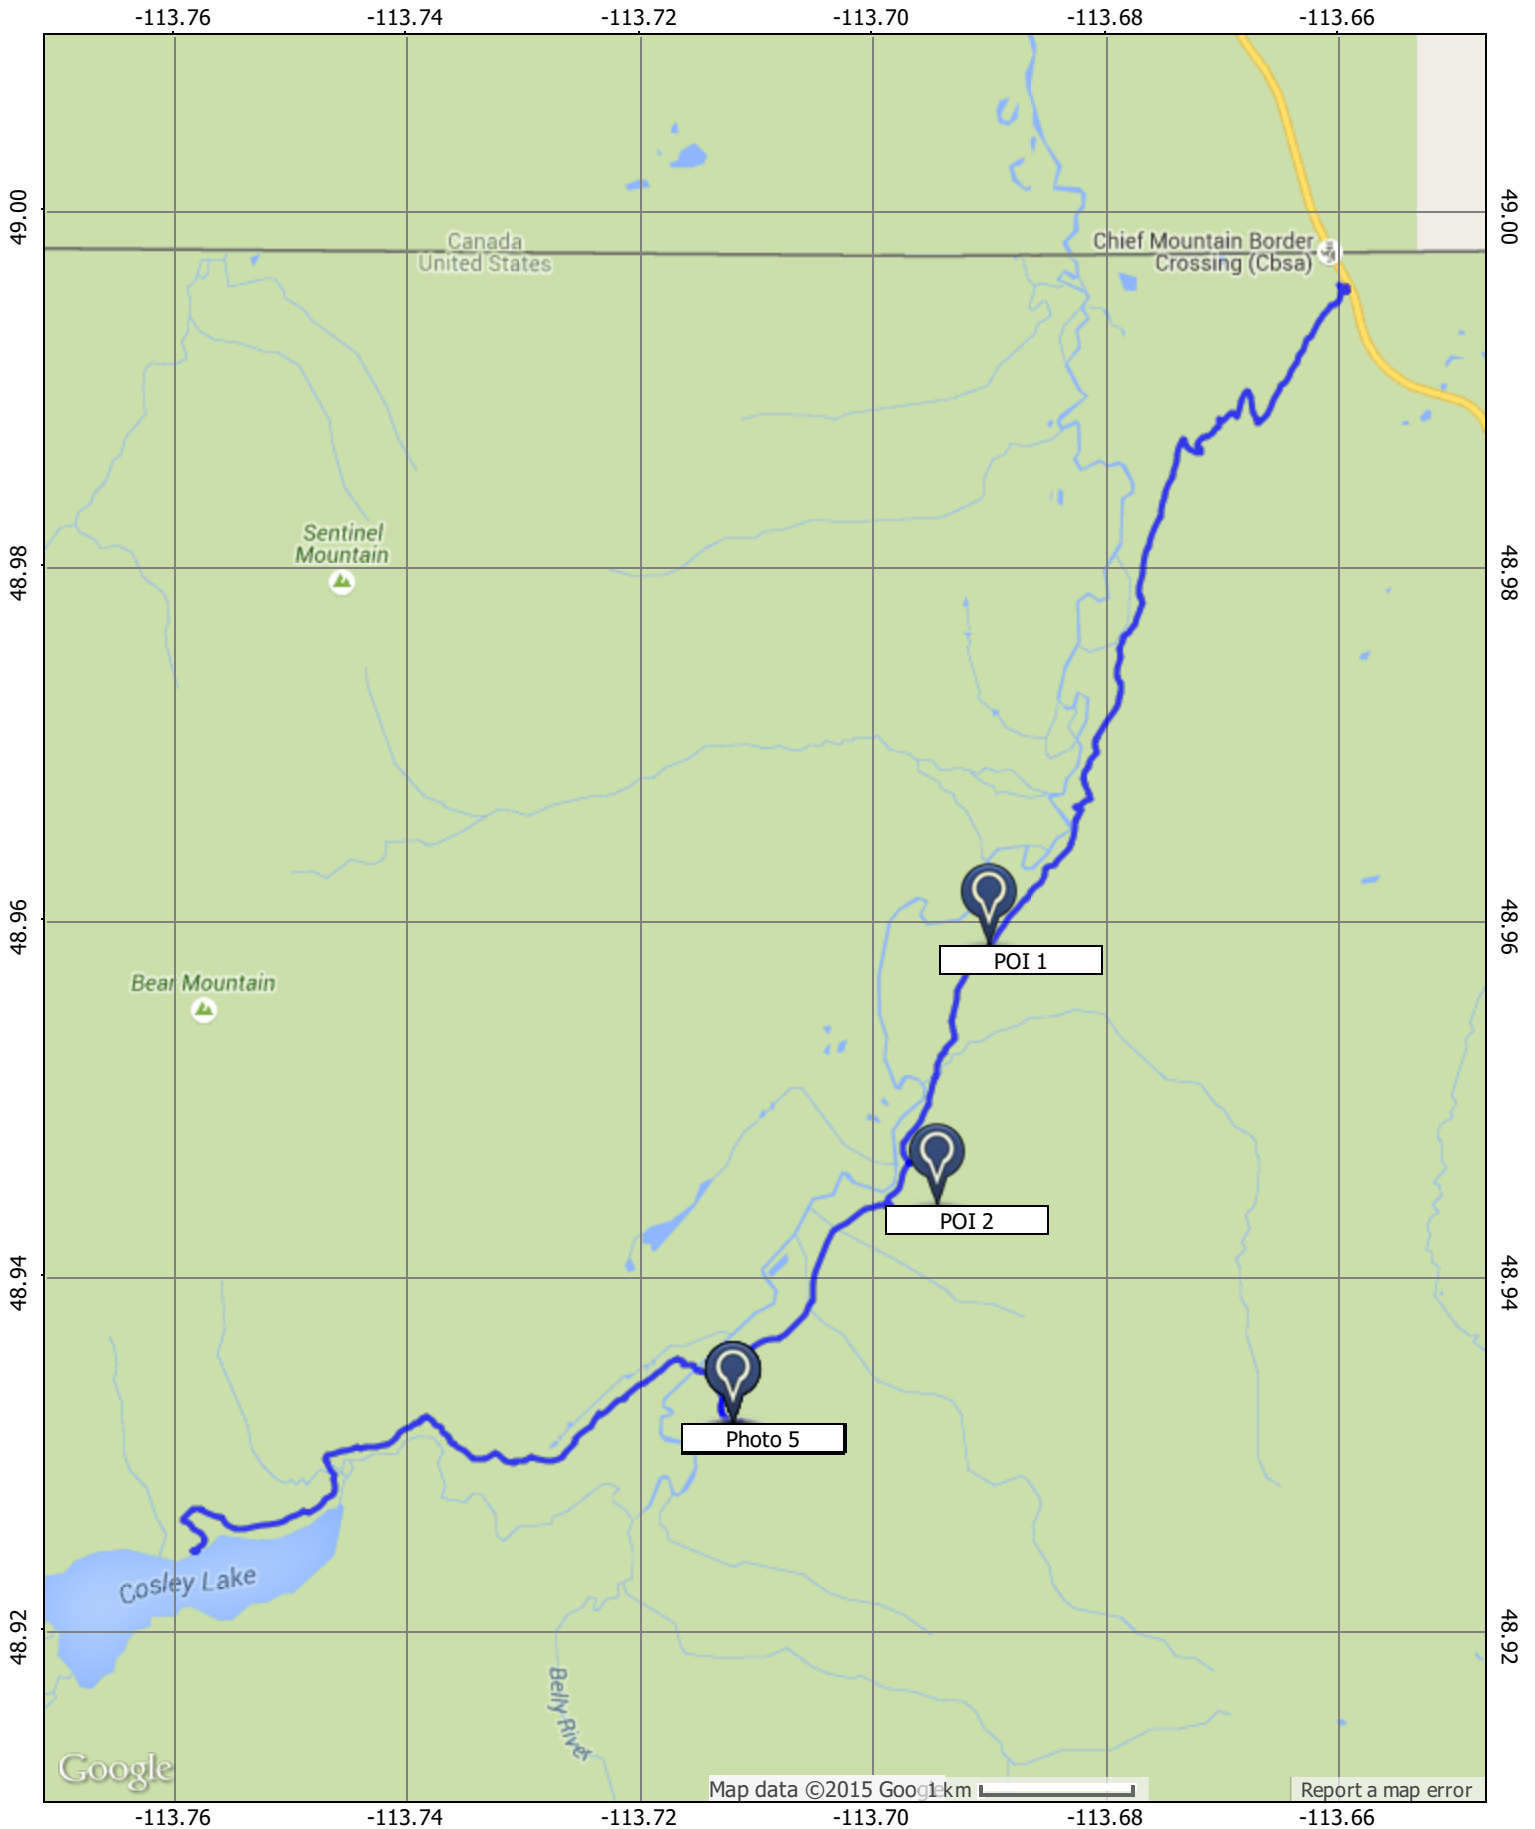 -113.76
-113.74
-113.72
-113.70
-113.68
-113.66
49.00
49.00
Canada
United States
Chief Mountain Border
Crossing (Cbsa)
Sentinel
Mountain
48.98
48.98
48.96
48.96
POI 1
Bear Mountain
POI 2
48.94
48.94
Photo 5
Cosley Lake
48.92
48.92
Belly River
Google
Map data ©2015 Google
1 km
Report a map error
-113.76
-113.74
-113.72
-113.70
-113.68
-113.66